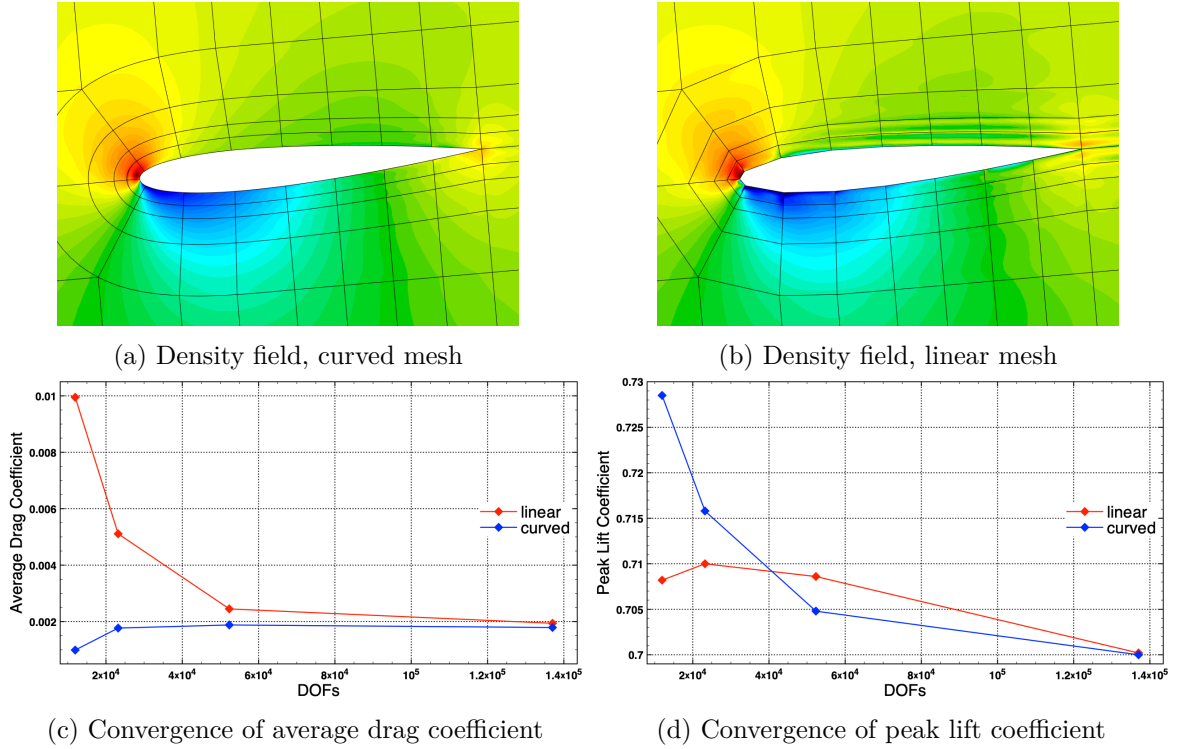 (a) Density field, curved mesh
(b) Density field, linear mesh
0.01
0.008
0.006
0.004
0.002
Average Drag Coefficient
linear
curved
2×10⁴
4×10⁴
6×10⁴
8×10⁴
10⁵
1.2×10⁵
1.4×10⁵
DOFs
(c) Convergence of average drag coefficient
0.73
0.725
0.72
0.715
0.71
0.705
0.7
Peak Lift Coefficient
linear
curved
2×10⁴
4×10⁴
6×10⁴
8×10⁴
10⁵
1.2×10⁵
1.4×10⁵
DOFs
(d) Convergence of peak lift coefficient